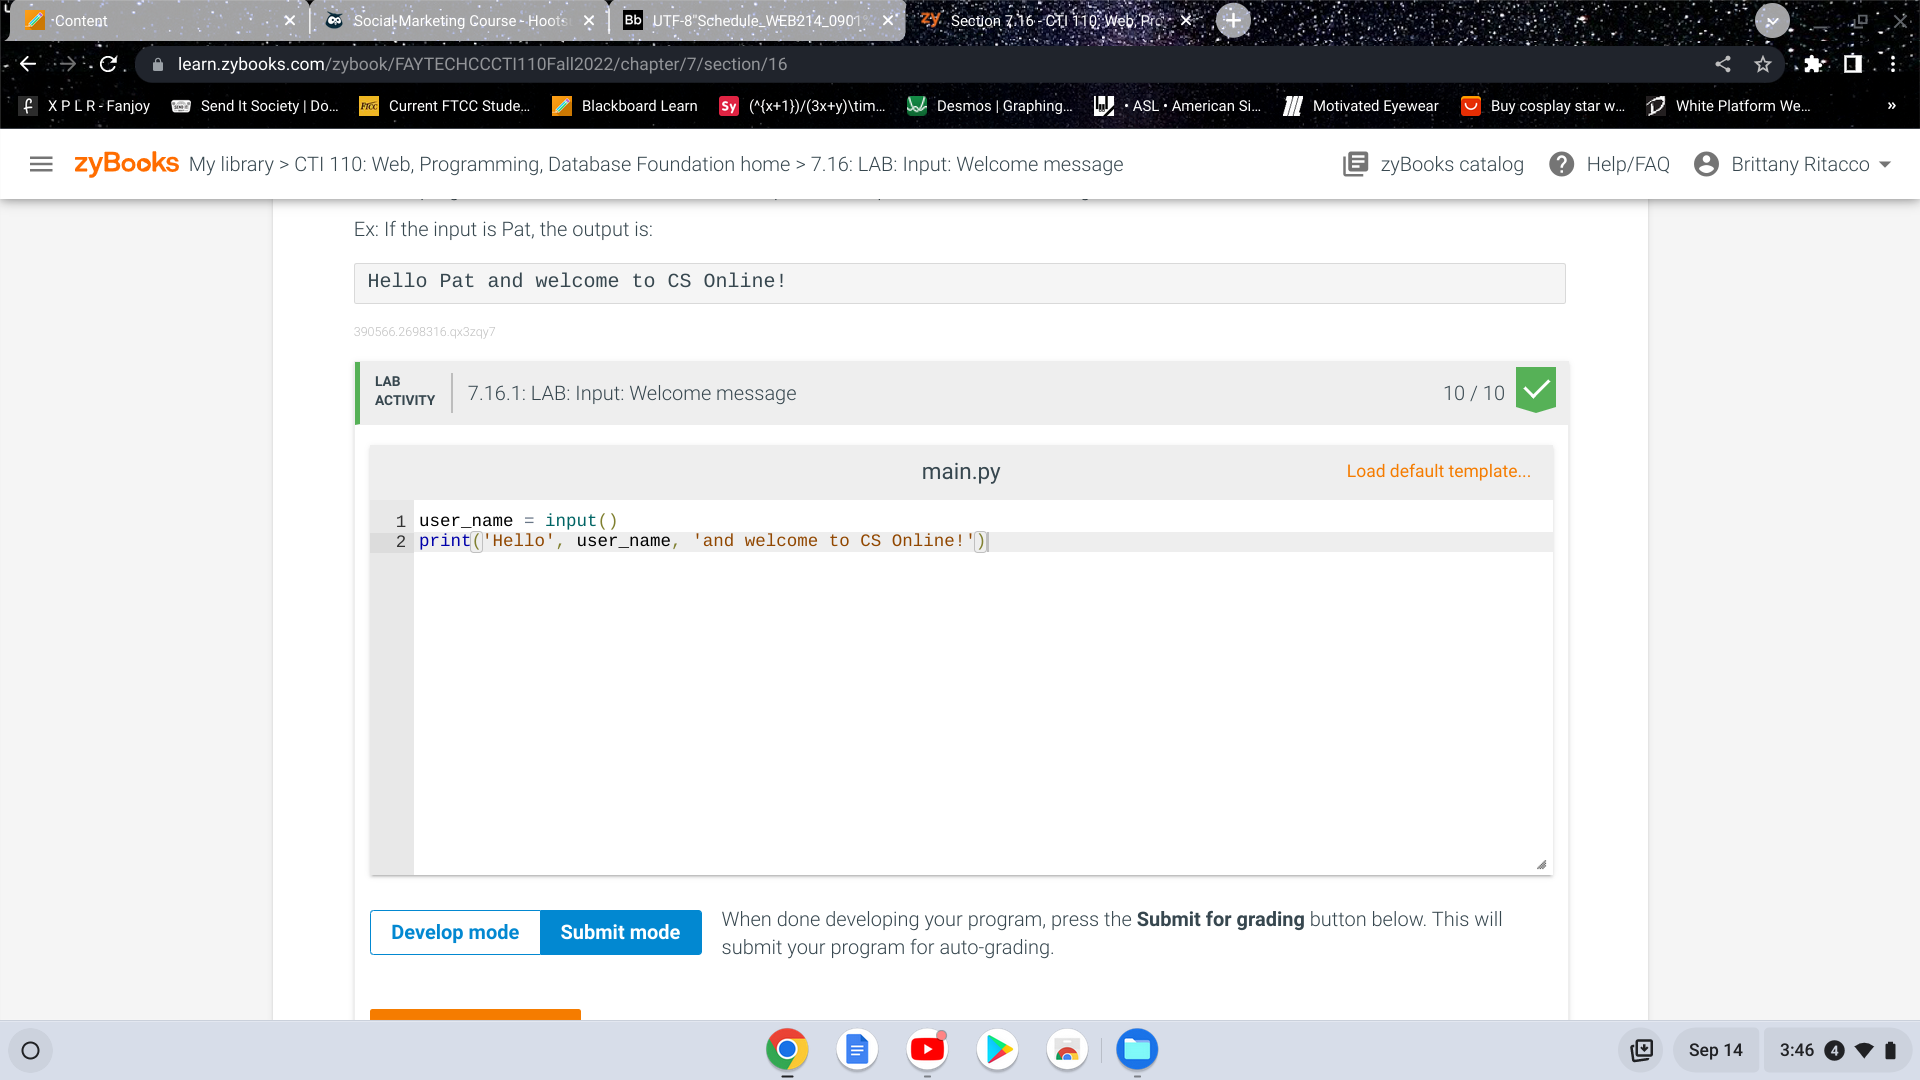 Content
Social Marketing Course - Hoots
Bb UTF-8"Schedule_WEB214_0901
zy Section 7.16 - CTI 110: Web, Pro
learn.zybooks.com/zybook/FAYTECHCCCTI110Fall2022/chapter/7/section/16
X P L R - Fanjoy
Send It Society | Do...
FTCC Current FTCC Stude...
Blackboard Learn
Sy (^{x+1})/(3x+y)\tim...
Desmos | Graphing...
• ASL • American Si...
Motivated Eyewear
Buy cosplay star w...
White Platform We...
»
zyBooks My library > CTI 110: Web, Programming, Database Foundation home > 7.16: LAB: Input: Welcome message
zyBooks catalog
Help/FAQ
Brittany Ritacco
Ex: If the input is Pat, the output is:
Hello Pat and welcome to CS Online!
390566.2698316.qx3zqy7
LAB
ACTIVITY
7.16.1: LAB: Input: Welcome message
10 / 10
main.py
Load default template...
1 user_name = input()
2 print('Hello', user_name, 'and welcome to CS Online!')
Develop mode
Submit mode
When done developing your program, press the Submit for grading button below. This will
submit your program for auto-grading.
Sep 14
3:46
4